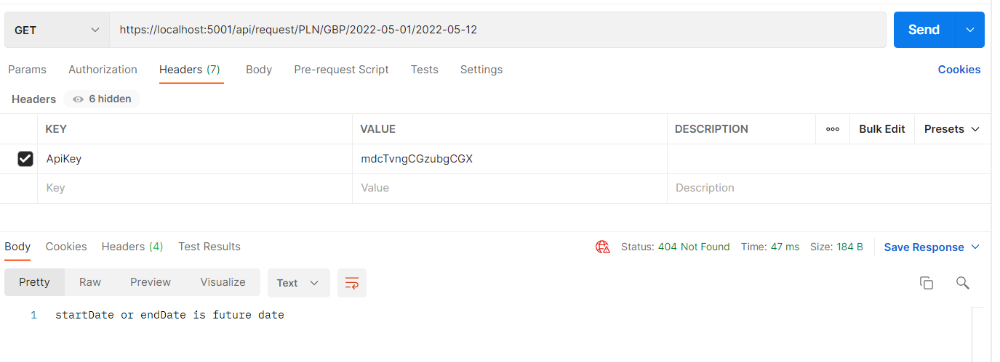 GET https://localhost:5001/api/request/PLN/GBP/2022-05-01/2022-05-12 Send
Params Authorization Headers (7) Body Pre-request Script Tests Settings Cookies
Headers 6 hidden
KEY VALUE DESCRIPTION ooo Bulk Edit Presets
ApiKey mdcTvngCGzubgCGX
Key Value Description
Body Cookies Headers (4) Test Results Status: 404 Not Found Time: 47 ms Size: 184 B Save Response
Pretty Raw Preview Visualize Text
1 startDate or endDate is future date